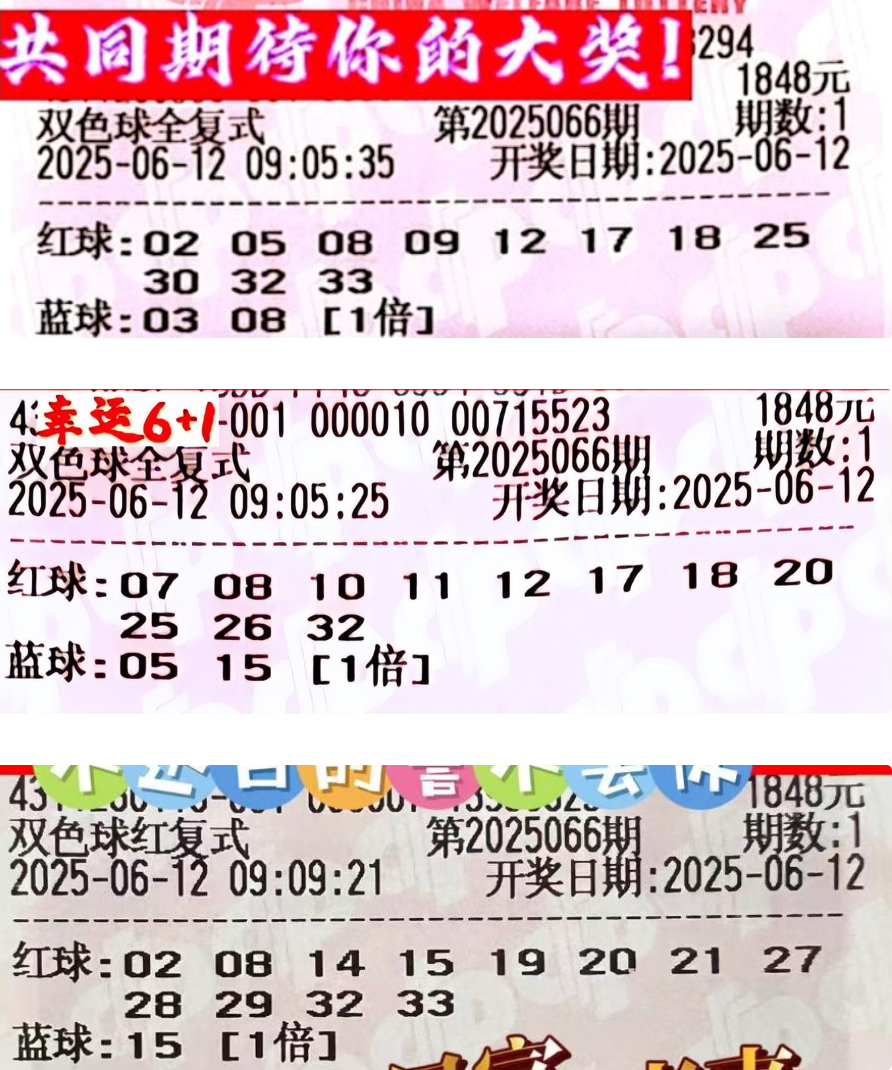 CHINA WELFARE LOTTERY
共同期待你的大奖!
3294
1848元
双色球全复式 第2025066期 期数:1
2025-06-12 09:05:35 开奖日期:2025-06-12
红球:02 05 08 09 12 17 18 25
30 32 33
蓝球:03 08 [1倍]
幸运6+1 -001 000010 00715523 1848元
双色球全复式 第2025066期 期数:1
2025-06-12 09:05:25 开奖日期:2025-06-12
红球:07 08 10 11 12 17 18 20
25 26 32
蓝球:05 15 [1倍]
1848元
双色球红复式 第2025066期 期数:1
2025-06-12 09:09:21 开奖日期:2025-06-12
红球:02 08 14 15 19 20 21 27
28 29 32 33
蓝球:15 [1倍]